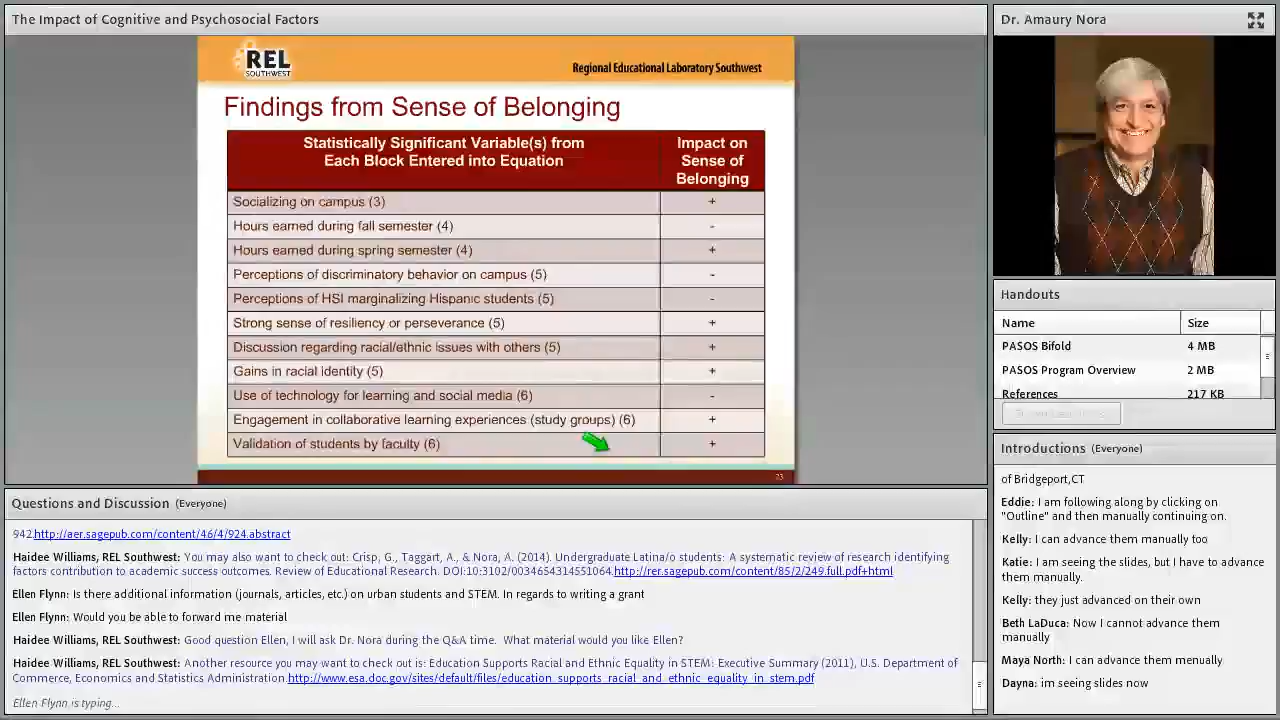 The Impact of Cognitive and Psychosocial Factors
REL
SOUTHWEST
Regional Educational Laboratory Southwest
Findings from Sense of Belonging
Statistically Significant Variable(s) from
Each Block Entered into Equation
Impact on
Sense of
Belonging
Socializing on campus (3) +
Hours earned during fall semester (4) -
Hours earned during spring semester (4) +
Perceptions of discriminatory behavior on campus (5) -
Perceptions of HSI marginalizing Hispanic students (5) -
Strong sense of resiliency or perseverance (5) +
Discussion regarding racial/ethnic issues with others (5) +
Gains in racial identity (5) +
Use of technology for learning and social media (6) -
Engagement in collaborative learning experiences (study groups) (6) +
Validation of students by faculty (6) +
23
Questions and Discussion (Everyone)
942.http://aer.sagepub.com/content/46/4/924.abstract
Haidee Williams, REL Southwest: You may also want to check out: Crisp, G., Taggart, A., & Nora, A. (2014). Undergraduate Latina/o students: A systematic review of research identifying
factors contribution to academic success outcomes. Review of Educational Research. DOI:10:3102/0034654314551064.http://rer.sagepub.com/content/85/2/249.full.pdf+html
Ellen Flynn: Is there additional information (journals, articles, etc.) on urban students and STEM. In regards to writing a grant
Ellen Flynn: Would you be able to forward me material
Haidee Williams, REL Southwest: Good question Ellen, I will ask Dr. Nora during the Q&A time.  What material would you like Ellen?
Haidee Williams, REL Southwest: Another resource you may want to check out is: Education Supports Racial and Ethnic Equality in STEM: Executive Summary (2011), U.S. Department of
Commerce, Economics and Statistics Administration.http://www.esa.doc.gov/sites/default/files/education_supports_racial_and_ethnic_equality_in_stem.pdf
Ellen Flynn is typing...
Dr. Amaury Nora
Handouts
Name Size
PASOS Bifold 4 MB
PASOS Program Overview 2 MB
References 217 KB
Introductions (Everyone)
of Bridgeport,CT
Eddie: I am following along by clicking on
"Outline" and then manually continuing on.
Kelly: I can advance them manually too
Katie: I am seeing the slides, but I have to advance
them manually.
Kelly: they just advanced on their own
Beth LaDuca: Now I cannot advance them
manually
Maya North: I can advance them menually
Dayna: im seeing slides now